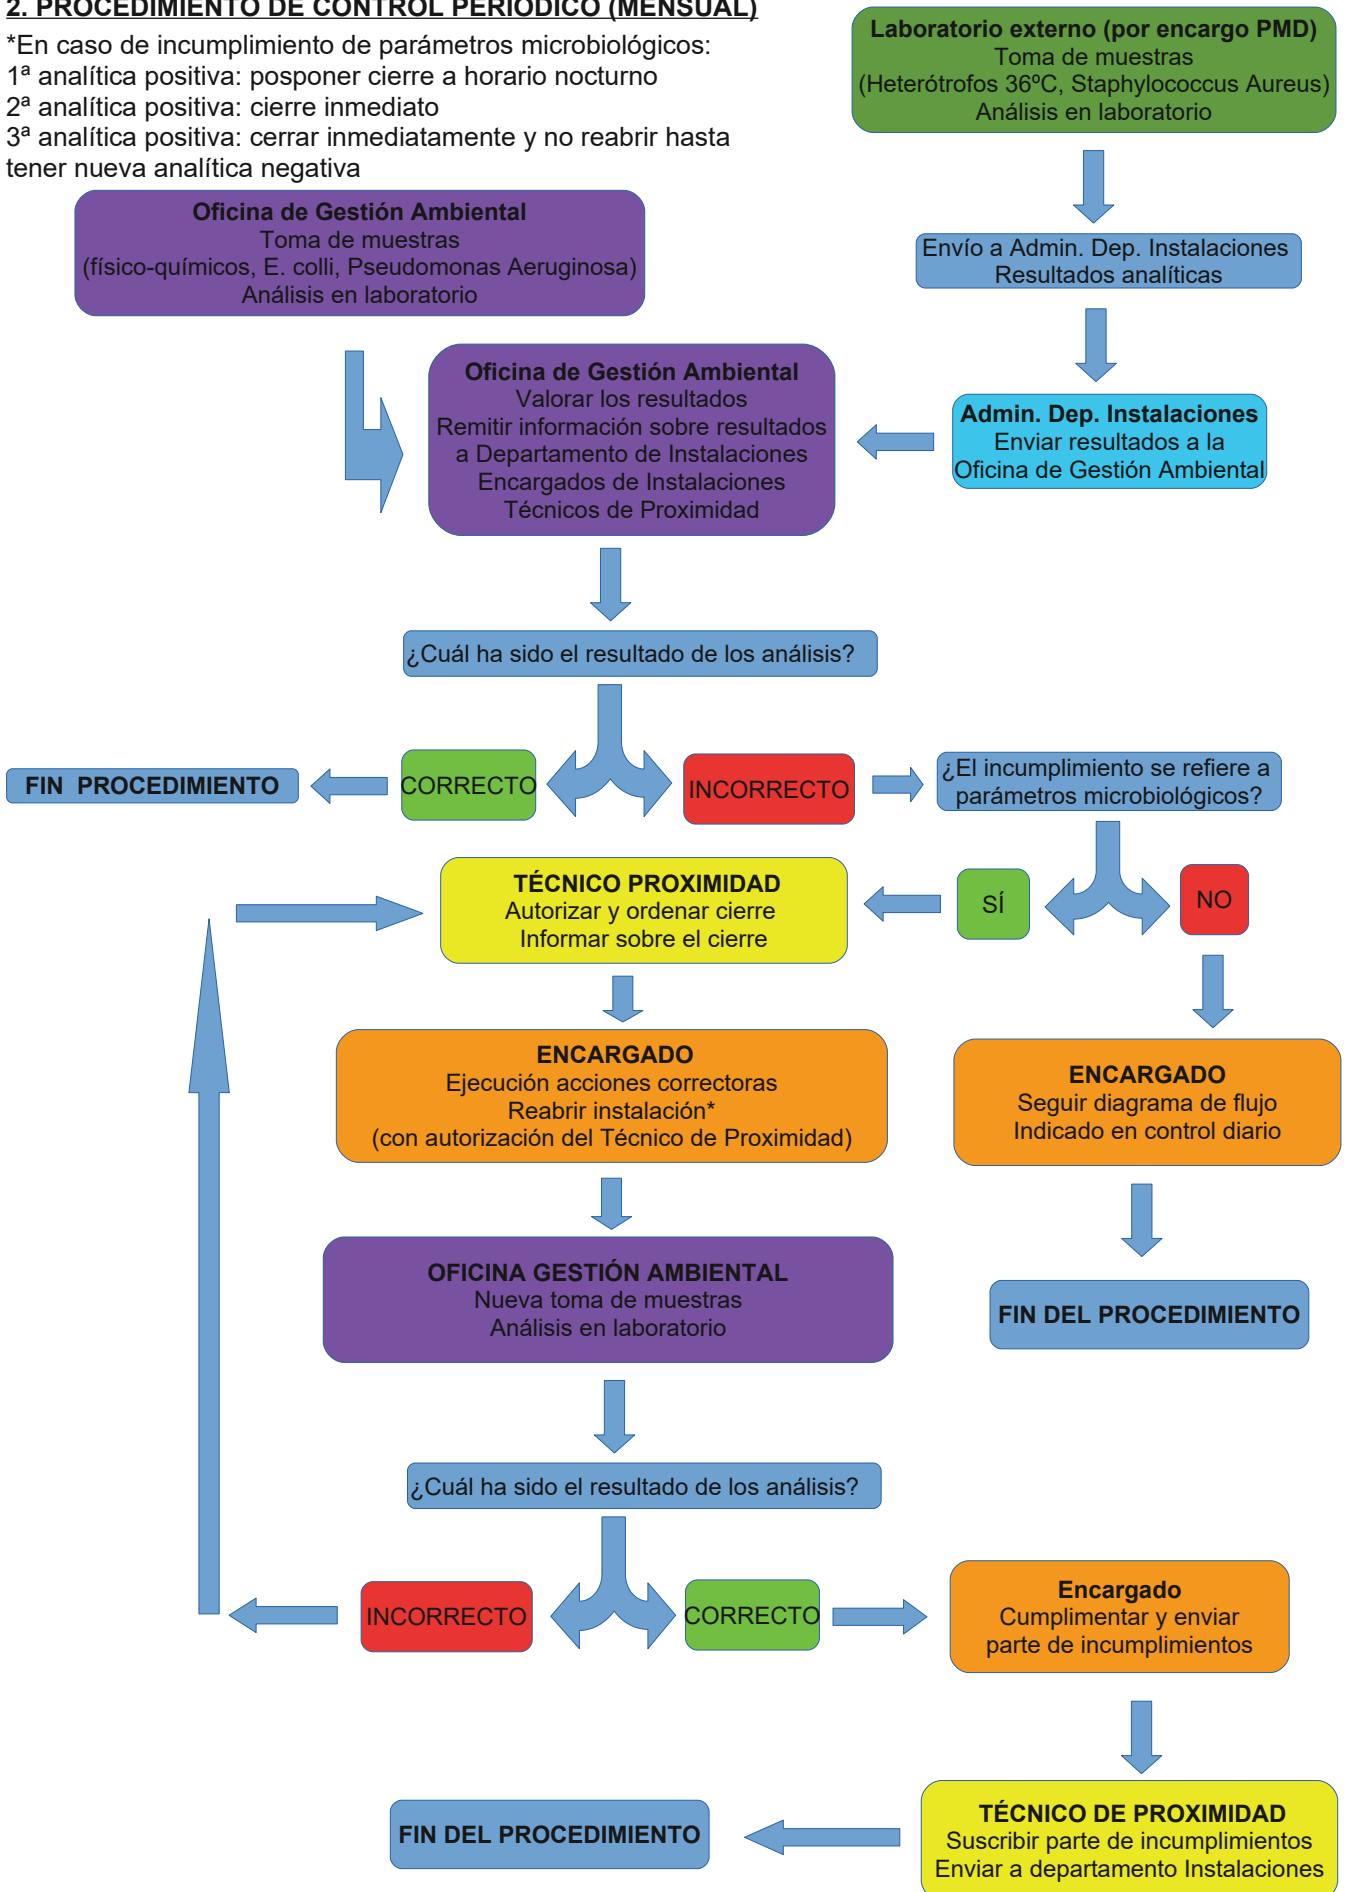 2. PROCEDIMIENTO DE CONTROL PERIÓDICO (MENSUAL)
*En caso de incumplimiento de parámetros microbiológicos:
1ª analítica positiva: posponer cierre a horario nocturno
2ª analítica positiva: cierre inmediato
3ª analítica positiva: cerrar inmediatamente y no reabrir hasta
tener nueva analítica negativa
Laboratorio externo (por encargo PMD)
Toma de muestras
(Heterótrofos 36ºC, Staphylococcus Aureus)
Análisis en laboratorio
Oficina de Gestión Ambiental
Toma de muestras
(físico-químicos, E. colli, Pseudomonas Aeruginosa)
Análisis en laboratorio
Envío a Admin. Dep. Instalaciones
Resultados analíticas
Oficina de Gestión Ambiental
Valorar los resultados
Remitir información sobre resultados
a Departamento de Instalaciones
Encargados de Instalaciones
Técnicos de Proximidad
Admin. Dep. Instalaciones
Enviar resultados a la
Oficina de Gestión Ambiental
¿Cuál ha sido el resultado de los análisis?
FIN PROCEDIMIENTO
CORRECTO
INCORRECTO
¿El incumplimiento se refiere a
parámetros microbiológicos?
TÉCNICO PROXIMIDAD
Autorizar y ordenar cierre
Informar sobre el cierre
SÍ
NO
ENCARGADO
Ejecución acciones correctoras
Reabrir instalación*
(con autorización del Técnico de Proximidad)
ENCARGADO
Seguir diagrama de flujo
Indicado en control diario
OFICINA GESTIÓN AMBIENTAL
Nueva toma de muestras
Análisis en laboratorio
FIN DEL PROCEDIMIENTO
¿Cuál ha sido el resultado de los análisis?
INCORRECTO
CORRECTO
Encargado
Cumplimentar y enviar
parte de incumplimientos
FIN DEL PROCEDIMIENTO
TÉCNICO DE PROXIMIDAD
Suscribir parte de incumplimientos
Enviar a departamento Instalaciones